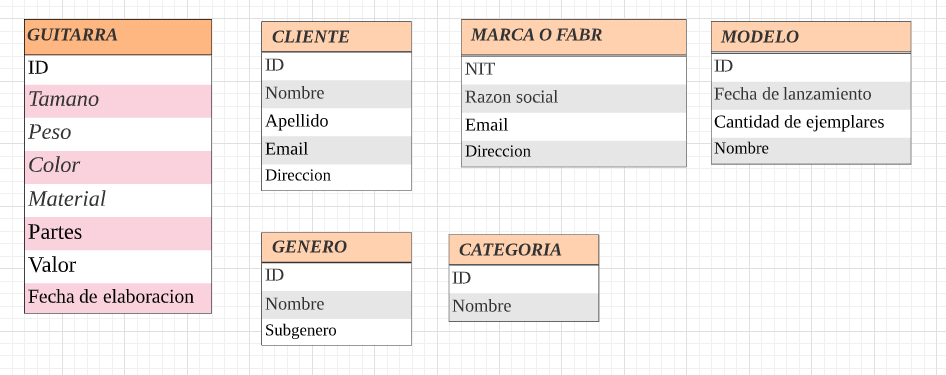 GUITARRA
ID
Tamano
Peso
Color
Material
Partes
Valor
Fecha de elaboracion
CLIENTE
ID
Nombre
Apellido
Email
Direccion
MARCA O FABR
NIT
Razon social
Email
Direccion
MODELO
ID
Fecha de lanzamiento
Cantidad de ejemplares
Nombre
GENERO
ID
Nombre
Subgenero
CATEGORIA
ID
Nombre